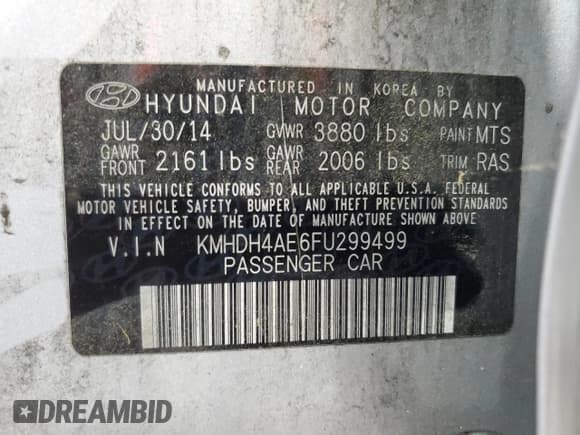 MANUFACTURED IN KOREA BY
HYUNDAI MOTOR COMPANY
JUL/30/14 GVWR 3880 lbs PAINT MTS
GAWR FRONT 2161 lbs GAWR REAR 2006 lbs TRIM RAS
THIS VEHICLE CONFORMS TO ALL APPLICABLE U.S.A. FEDERAL
MOTOR VEHICLE SAFETY, BUMPER, AND THEFT PREVENTION STANDARDS
IN EFFECT ON THE DATE OF MANUFACTURE SHOWN ABOVE.
V.I.N KMHDH4AE6FU299499
PASSENGER CAR
DREAMBID